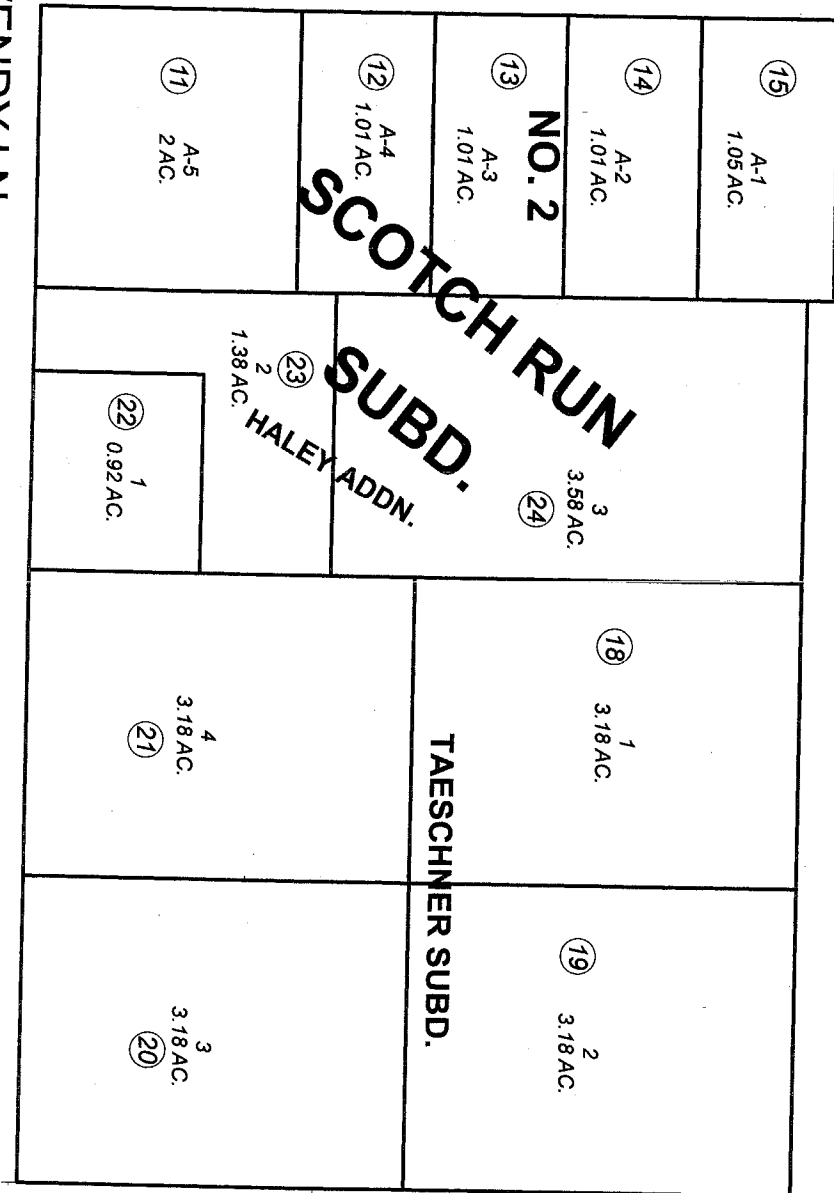 15
A-1
1.05 AC.
14
A-2
1.01 AC.
NO. 2
13
A-3
1.01 AC.
12
A-4
1.01 AC.
11
A-5
2 AC.
SCOTCH RUN
SUBD.
HALEY ADDN.
3
3.58 AC.
24
23
2
1.38 AC.
22
1
0.92 AC.
TAESCHNER SUBD.
18
1
3.18 AC.
19
2
3.18 AC.
4
3.18 AC.
21
3
3.18 AC.
20